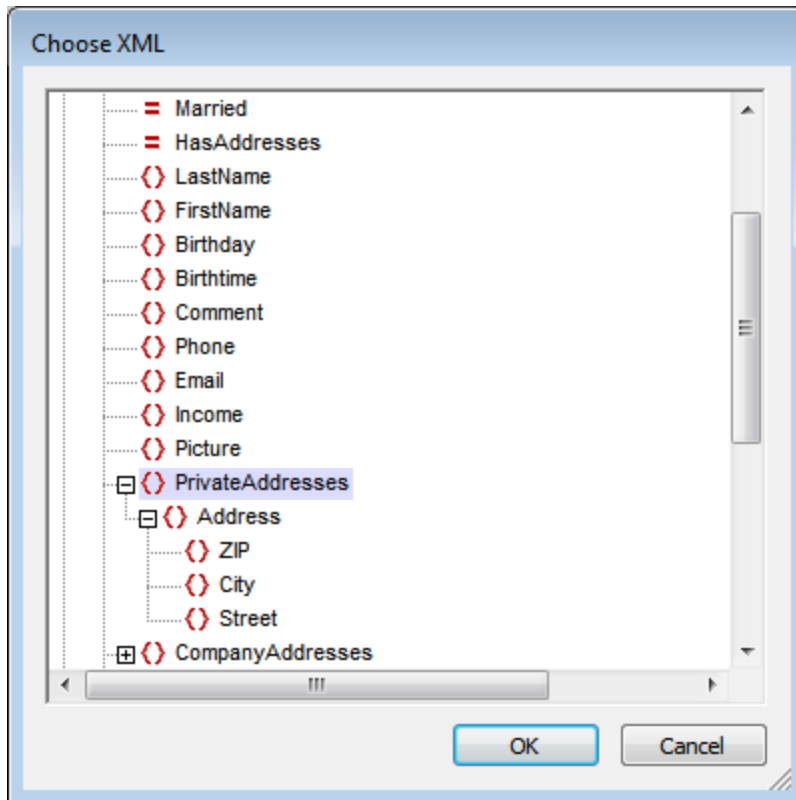 Choose XML
Married
HasAddresses
LastName
FirstName
Birthday
Birthtime
Comment
Phone
Email
Income
Picture
PrivateAddresses
Address
ZIP
City
Street
CompanyAddresses
OK Cancel